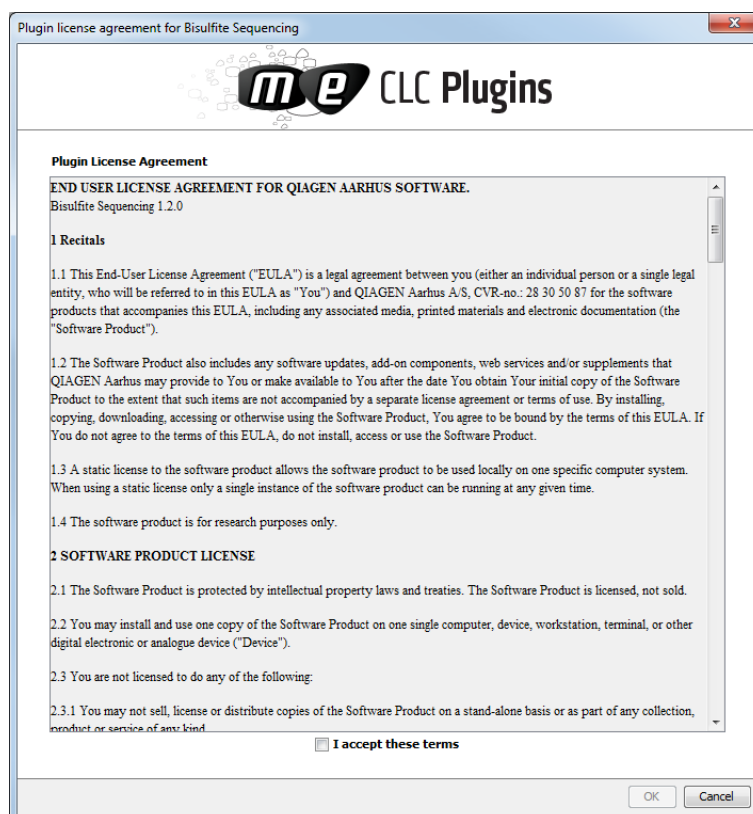 Plugin license agreement for Bisulfite Sequencing
me CLC Plugins
Plugin License Agreement
END USER LICENSE AGREEMENT FOR QIAGEN AARHUS SOFTWARE.
Bisulfite Sequencing 1.2.0
1 Recitals
1.1 This End-User License Agreement ("EULA") is a legal agreement between you (either an individual person or a single legal
entity, who will be referred to in this EULA as "You") and QIAGEN Aarhus A/S, CVR-no.: 28 30 50 87 for the software
products that accompanies this EULA, including any associated media, printed materials and electronic documentation (the
"Software Product").
1.2 The Software Product also includes any software updates, add-on components, web services and/or supplements that
QIAGEN Aarhus may provide to You or make available to You after the date You obtain Your initial copy of the Software
Product to the extent that such items are not accompanied by a separate license agreement or terms of use. By installing,
copying, downloading, accessing or otherwise using the Software Product, You agree to be bound by the terms of this EULA. If
You do not agree to the terms of this EULA, do not install, access or use the Software Product.
1.3 A static license to the software product allows the software product to be used locally on one specific computer system.
When using a static license only a single instance of the software product can be running at any given time.
1.4 The software product is for research purposes only.
2 SOFTWARE PRODUCT LICENSE
2.1 The Software Product is protected by intellectual property laws and treaties. The Software Product is licensed, not sold.
2.2 You may install and use one copy of the Software Product on one single computer, device, workstation, terminal, or other
digital electronic or analogue device ("Device").
2.3 You are not licensed to do any of the following:
2.3.1 You may not sell, license or distribute copies of the Software Product on a stand-alone basis or as part of any collection,
product or service of any kind
I accept these terms
OK Cancel